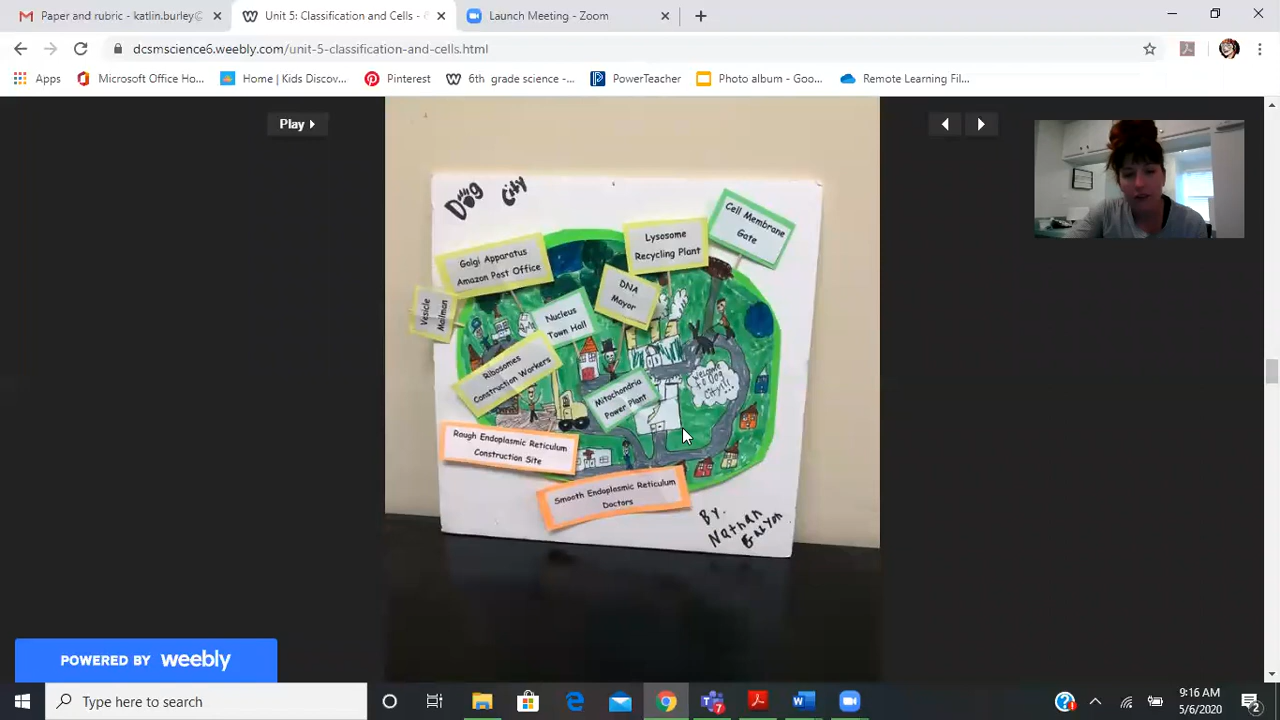 Paper and rubric - katlin.burley@
Unit 5: Classification and Cells -
Launch Meeting - Zoom
dcsmscience6.weebly.com/unit-5-classification-and-cells.html
Apps
Microsoft Office Ho...
Home | Kids Discov...
Pinterest
6th grade science -...
PowerTeacher
Photo album - Goo...
Remote Learning Fil...
Play
Dog City
Cell Membrane
Gate
Lysosome
Recycling Plant
Golgi Apparatus
Amazon Post Office
DNA
Mayor
Vesicle
Mailman
Nucleus
Town Hall
Ribosomes
Construction Workers
Mitochondria
Power Plant
Welcome
to Dog
City!!!
Rough Endoplasmic Reticulum
Construction Site
Smooth Endoplasmic Reticulum
Doctors
By.
Nathan
POWERED BY weebly
Type here to search
7
9:16 AM
5/6/2020
2